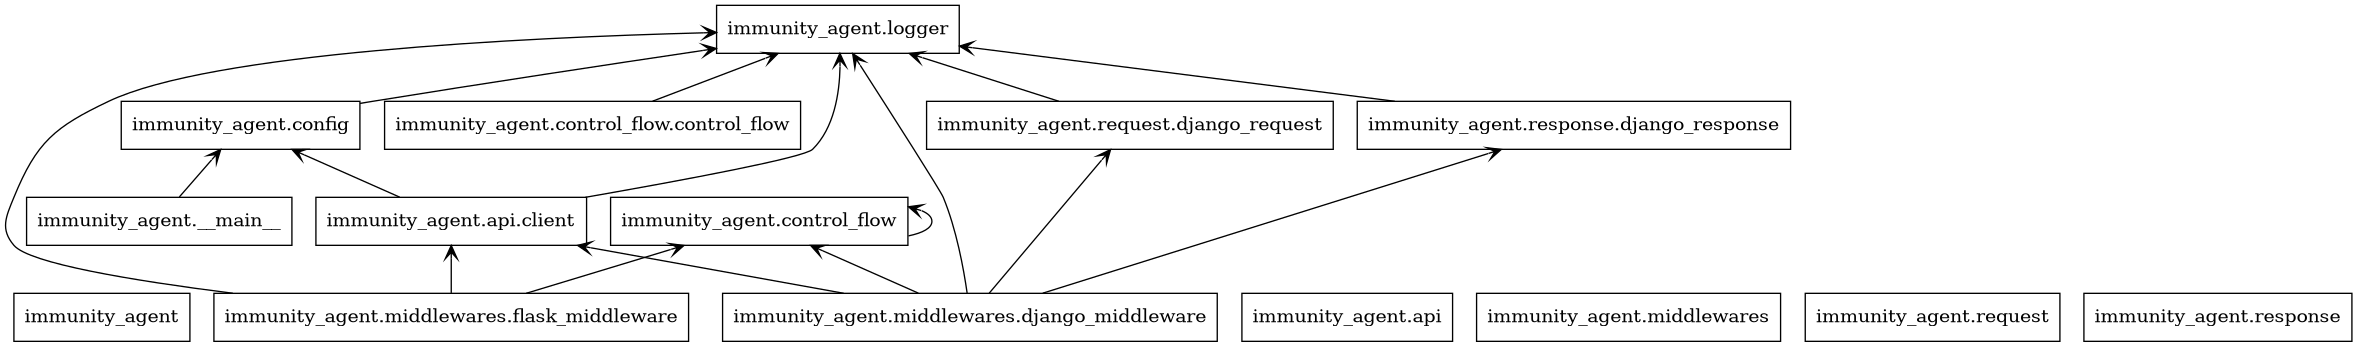 immunity_agent.logger
immunity_agent.config
immunity_agent.control_flow.control_flow
immunity_agent.request.django_request
immunity_agent.response.django_response
immunity_agent.__main__
immunity_agent.api.client
immunity_agent.control_flow
immunity_agent
immunity_agent.middlewares.flask_middleware
immunity_agent.middlewares.django_middleware
immunity_agent.api
immunity_agent.middlewares
immunity_agent.request
immunity_agent.response